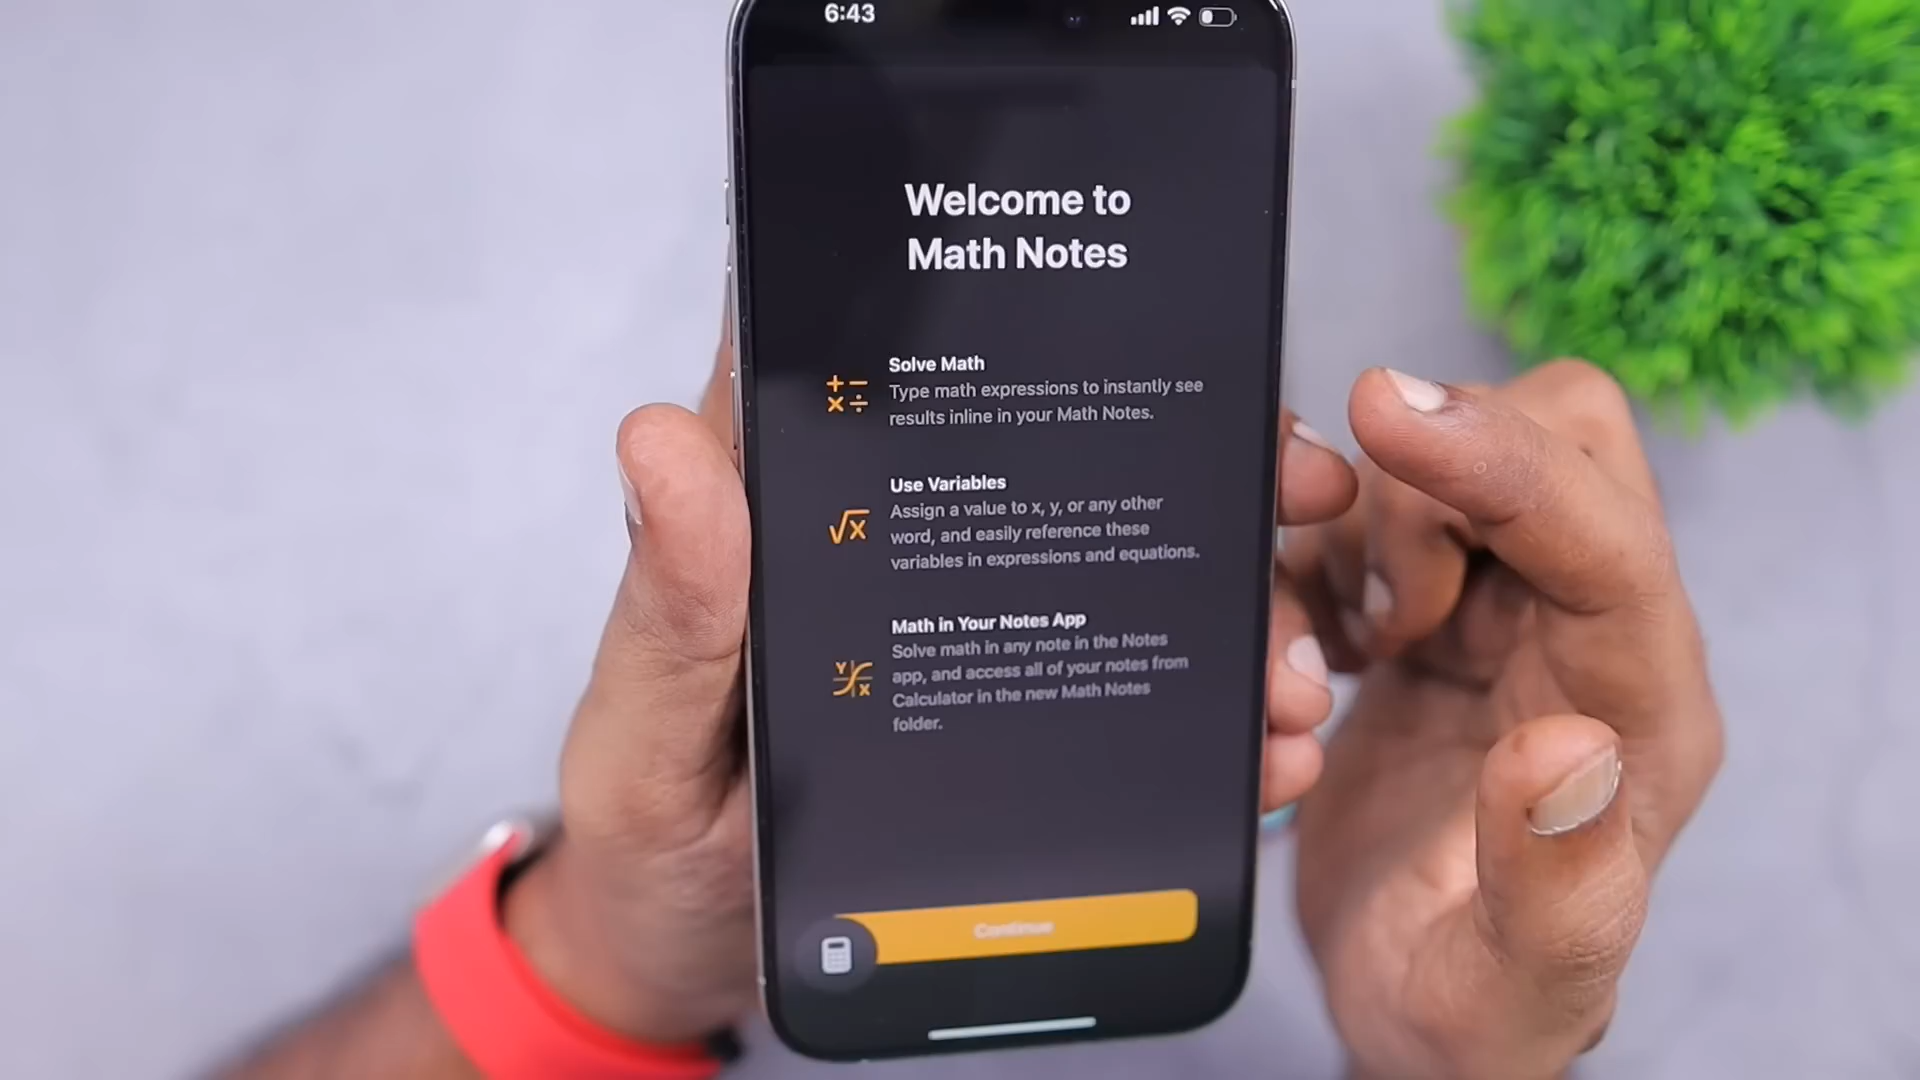 6:43
Welcome to
Math Notes
Solve Math
Type math expressions to instantly see
results inline in your Math Notes.
Use Variables
Assign a value to x, y, or any other
word, and easily reference these
variables in expressions and equations.
Math in Your Notes App
Solve math in any note in the Notes
app, and access all of your notes from
Calculator in the new Math Notes
folder.
Continue